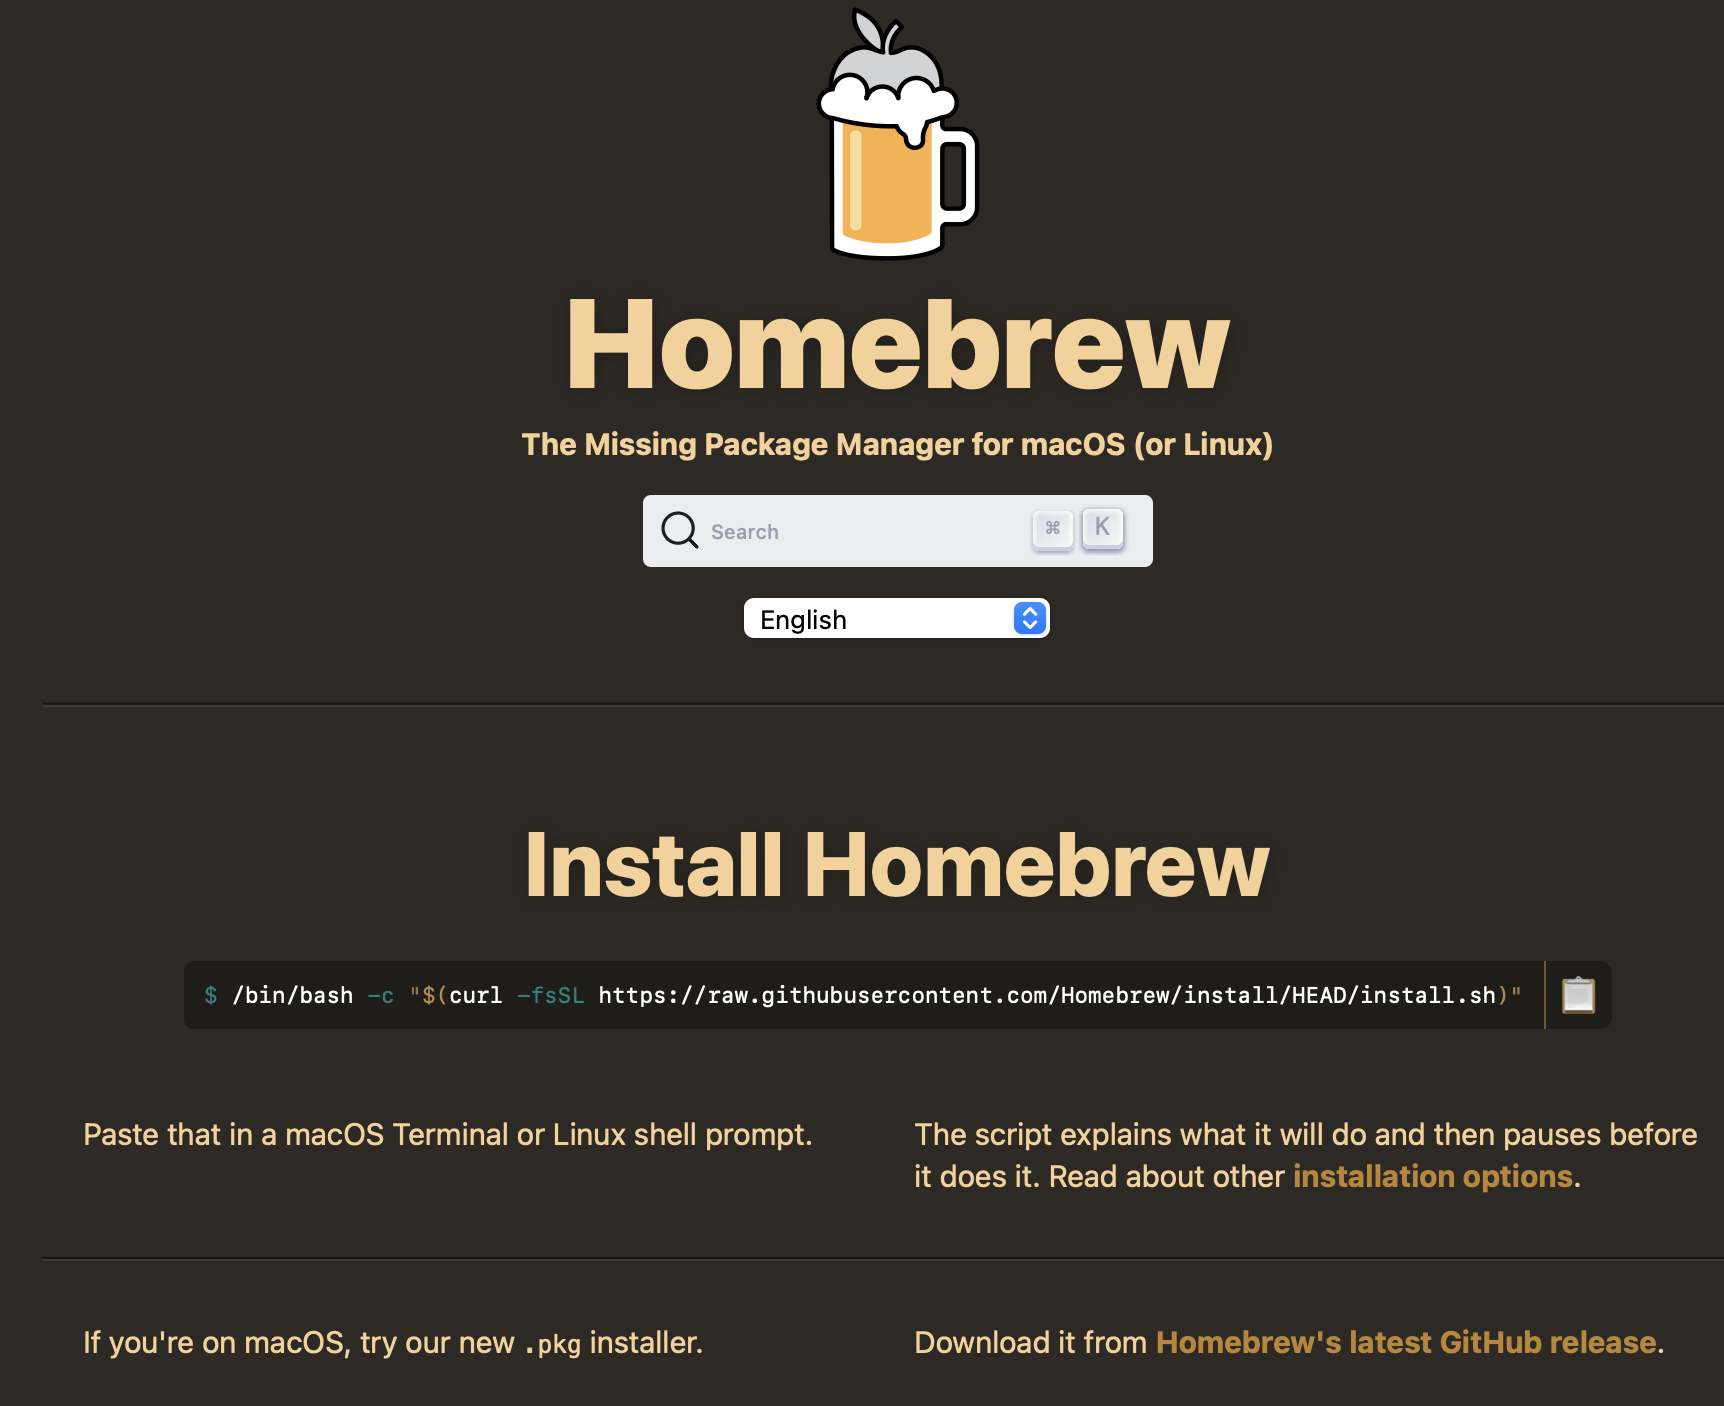 Homebrew
The Missing Package Manager for macOS (or Linux)
Search ⌘ K
English
Install Homebrew
$ /bin/bash -c "$(curl -fsSL https://raw.githubusercontent.com/Homebrew/install/HEAD/install.sh)"
Paste that in a macOS Terminal or Linux shell prompt.
The script explains what it will do and then pauses before
it does it. Read about other installation options.
If you're on macOS, try our new .pkg installer.
Download it from Homebrew's latest GitHub release.